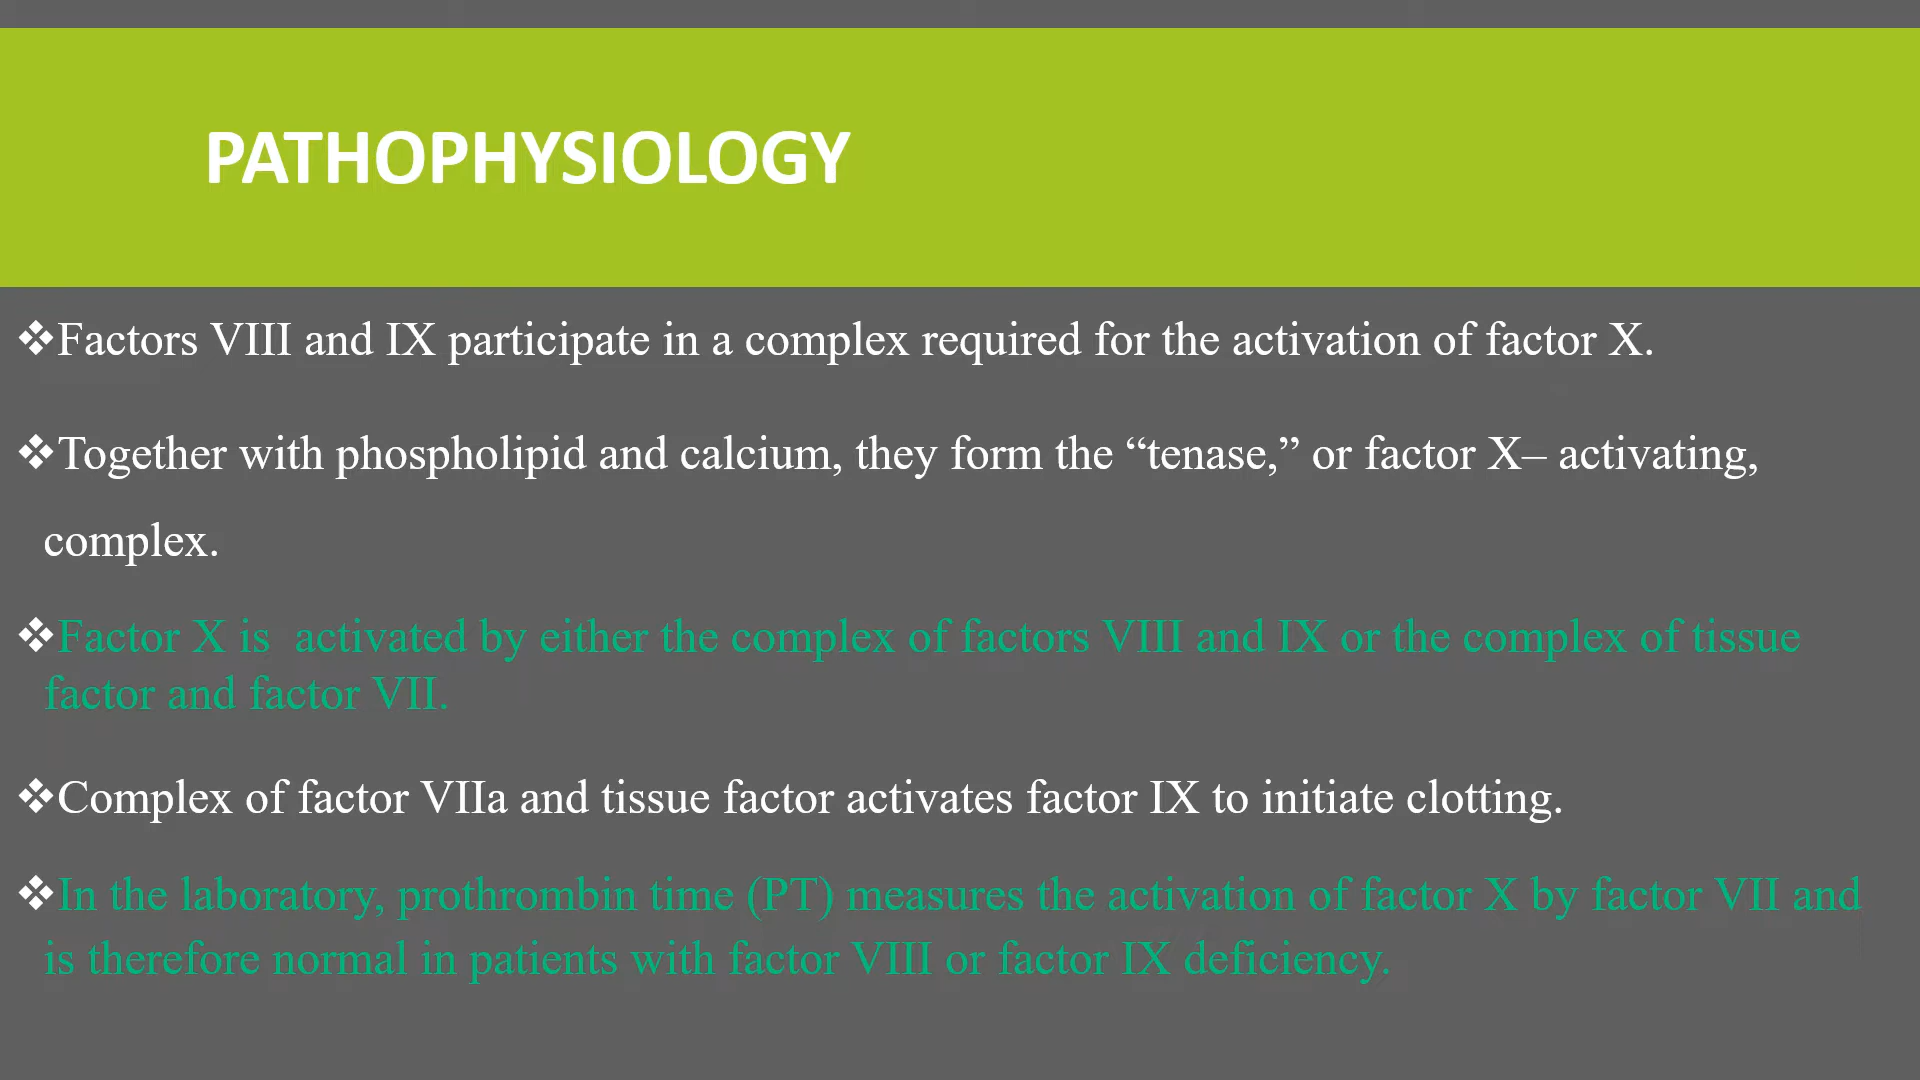 PATHOPHYSIOLOGY
❖Factors VIII and IX participate in a complex required for the activation of factor X.
❖Together with phospholipid and calcium, they form the “tenase,” or factor X– activating,
complex.
❖Factor X is  activated by either the complex of factors VIII and IX or the complex of tissue
factor and factor VII.
❖Complex of factor VIIa and tissue factor activates factor IX to initiate clotting.
❖In the laboratory, prothrombin time (PT) measures the activation of factor X by factor VII and
is therefore normal in patients with factor VIII or factor IX deficiency.